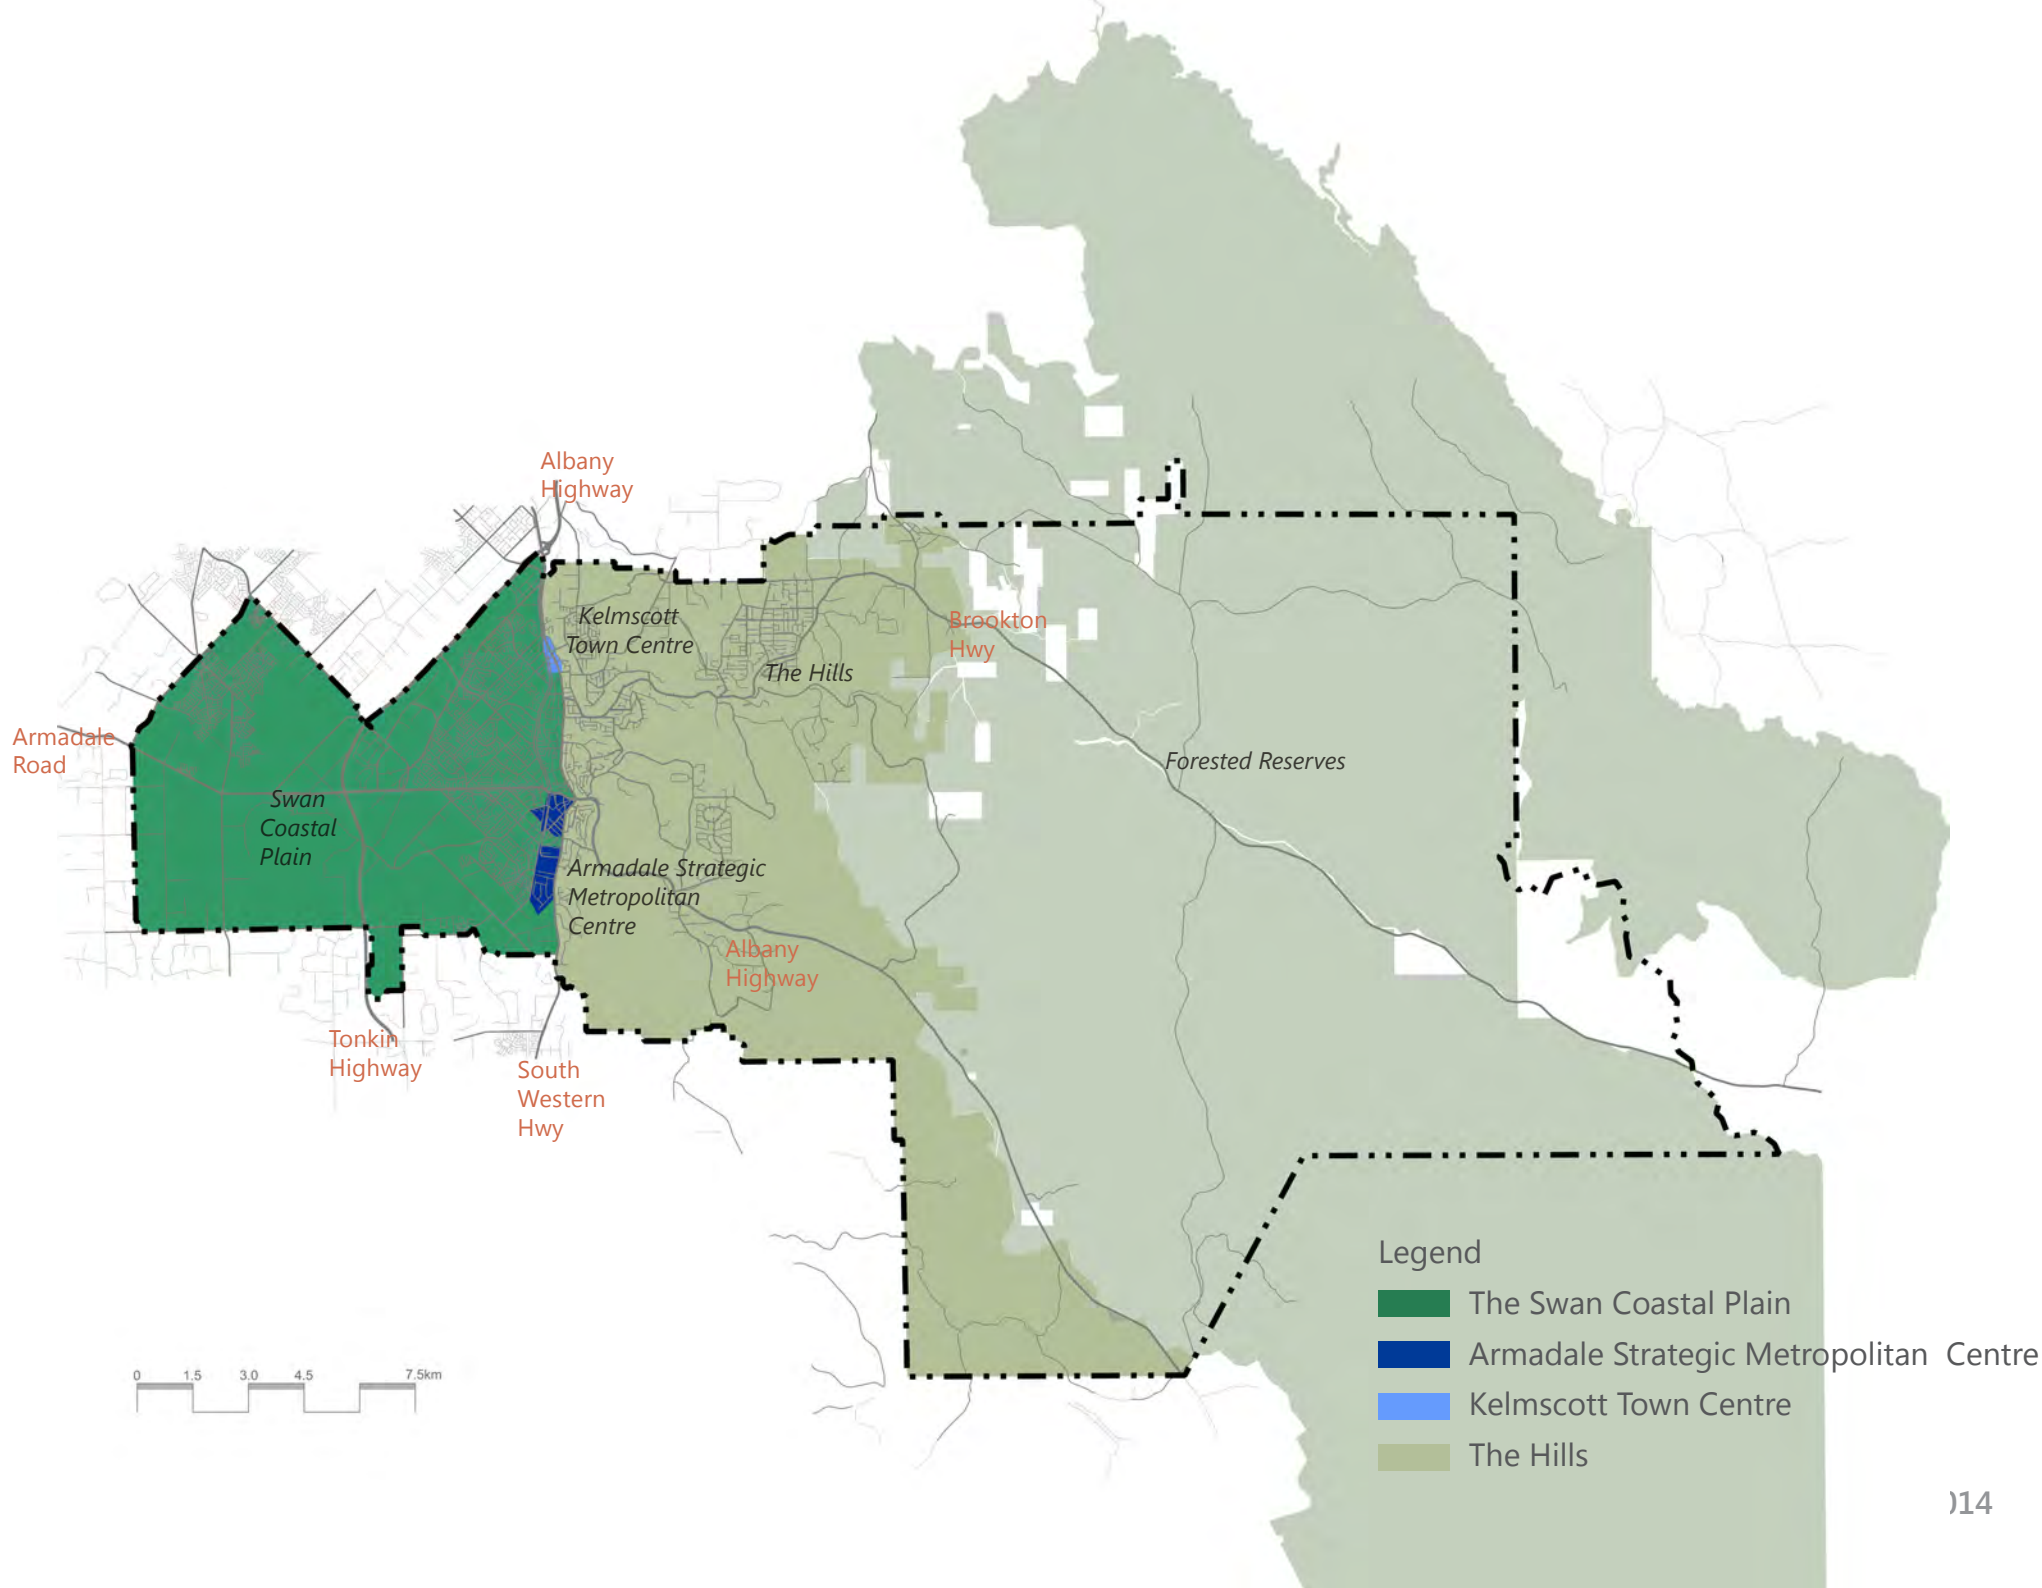 Albany
Highway
Kelmscott
Town Centre
Brookton
Hwy
The Hills
Armadale
Road
Forested Reserves
Swan
Coastal
Plain
Armadale Strategic
Metropolitan
Centre
Albany
Highway
Tonkin
Highway
South
Western
Hwy
Legend
The Swan Coastal Plain
Armadale Strategic Metropolitan Centre
Kelmscott Town Centre
The Hills
0 1.5 3.0 4.5 7.5km
014